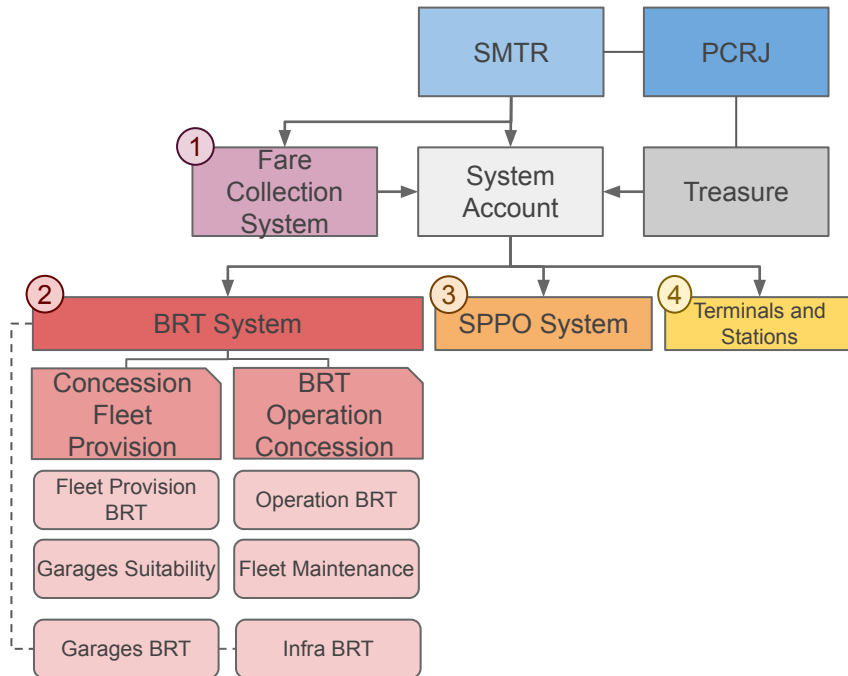 SMTR
PCRJ
1
Fare
Collection
System
System
Account
Treasure
2
BRT System
3
SPPO System
4
Terminals and
Stations
Concession
Fleet
Provision
BRT
Operation
Concession
Fleet Provision
BRT
Operation BRT
Garages Suitability
Fleet Maintenance
Garages BRT
Infra BRT